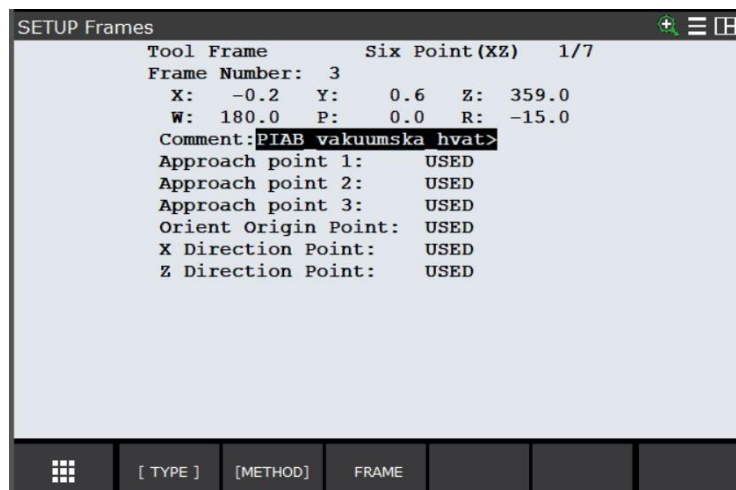 SETUP Frames
Tool Frame Six Point(XZ) 1/7
Frame Number: 3
X: -0.2 Y: 0.6 Z: 359.0
W: 180.0 P: 0.0 R: -15.0
Comment:PIAB vakuumska hvat>
Approach point 1: USED
Approach point 2: USED
Approach point 3: USED
Orient Origin Point: USED
X Direction Point: USED
Z Direction Point: USED
[ TYPE ] [METHOD] FRAME